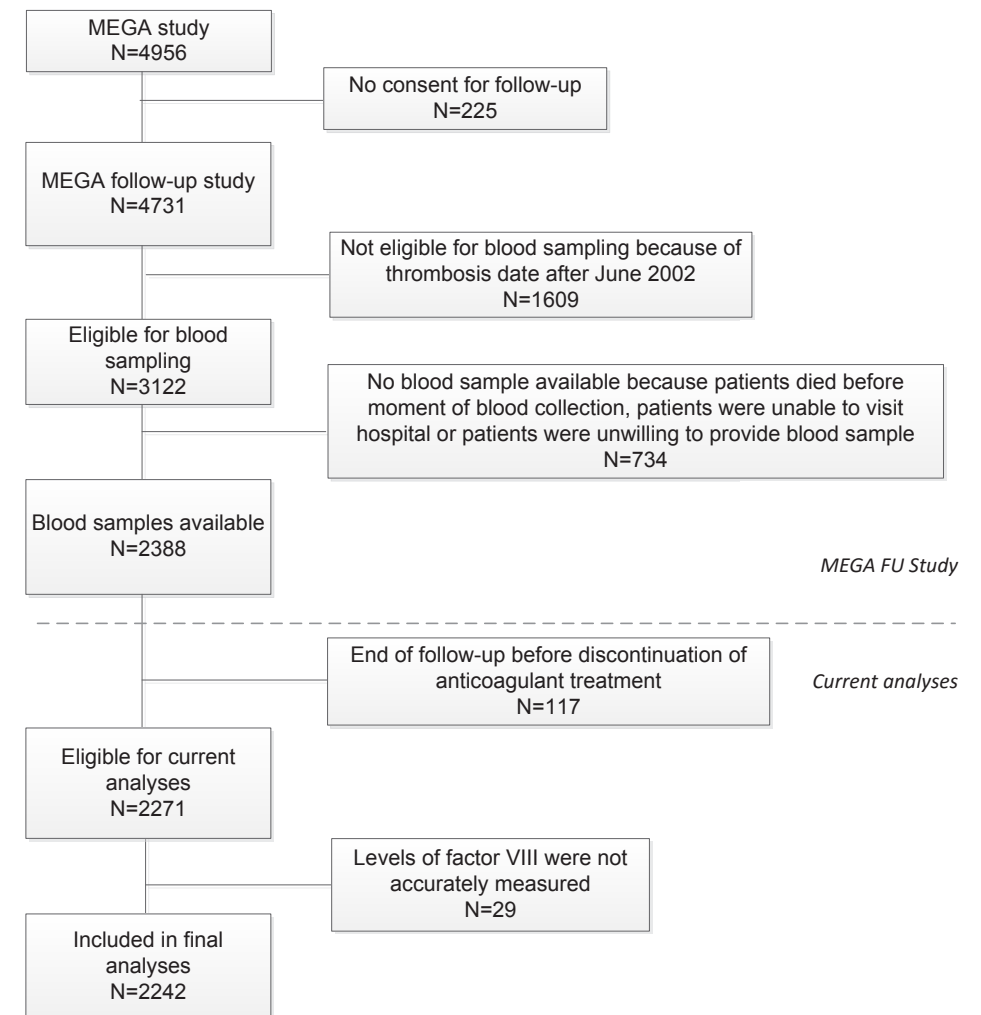 MEGA study
N=4956
No consent for follow-up
N=225
MEGA follow-up study
N=4731
Not eligible for blood sampling because of
thrombosis date after June 2002
N=1609
Eligible for blood
sampling
N=3122
No blood sample available because patients died before
moment of blood collection, patients were unable to visit
hospital or patients were unwilling to provide blood sample
N=734
Blood samples available
N=2388
MEGA FU Study
End of follow-up before discontinuation of
anticoagulant treatment
N=117
Current analyses
Eligible for current
analyses
N=2271
Levels of factor VIII were not
accurately measured
N=29
Included in final
analyses
N=2242